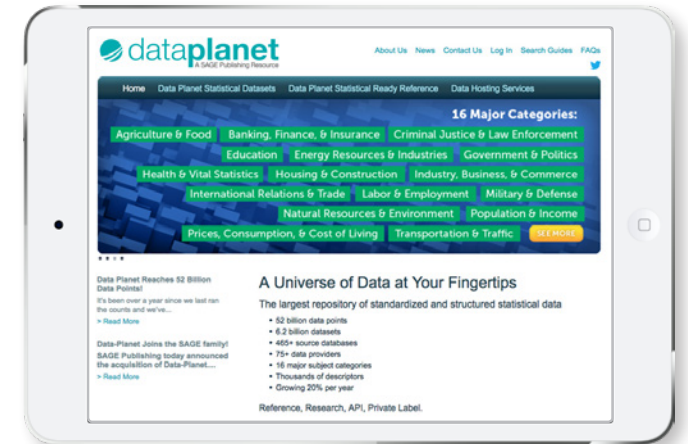 dataplanet
A SAGE Publishing Resource
About Us News Contact Us Log In Search Guides FAQs
Home Data Planet Statistical Datasets Data Planet Statistical Ready Reference Data Hosting Services
16 Major Categories:
Agriculture & Food Banking, Finance, & Insurance Criminal Justice & Law Enforcement
Education Energy Resources & Industries Government & Politics
Health & Vital Statistics Housing & Construction Industry, Business, & Commerce
International Relations & Trade Labor & Employment Military & Defense
Natural Resources & Environment Population & Income
Prices, Consumption, & Cost of Living Transportation & Traffic SEE MORE
Data Planet Reaches 52 Billion
Data Points!
It's been over a year since we last ran
the counts and we've...
> Read More
Data-Planet Joins the SAGE family!
SAGE Publishing today announced
the acquisition of Data-Planet....
> Read More
A Universe of Data at Your Fingertips
The largest repository of standardized and structured statistical data
• 52 billion data points
• 6.2 billion datasets
• 465+ source databases
• 75+ data providers
• 16 major subject categories
• Thousands of descriptors
• Growing 20% per year
Reference, Research, API, Private Label.